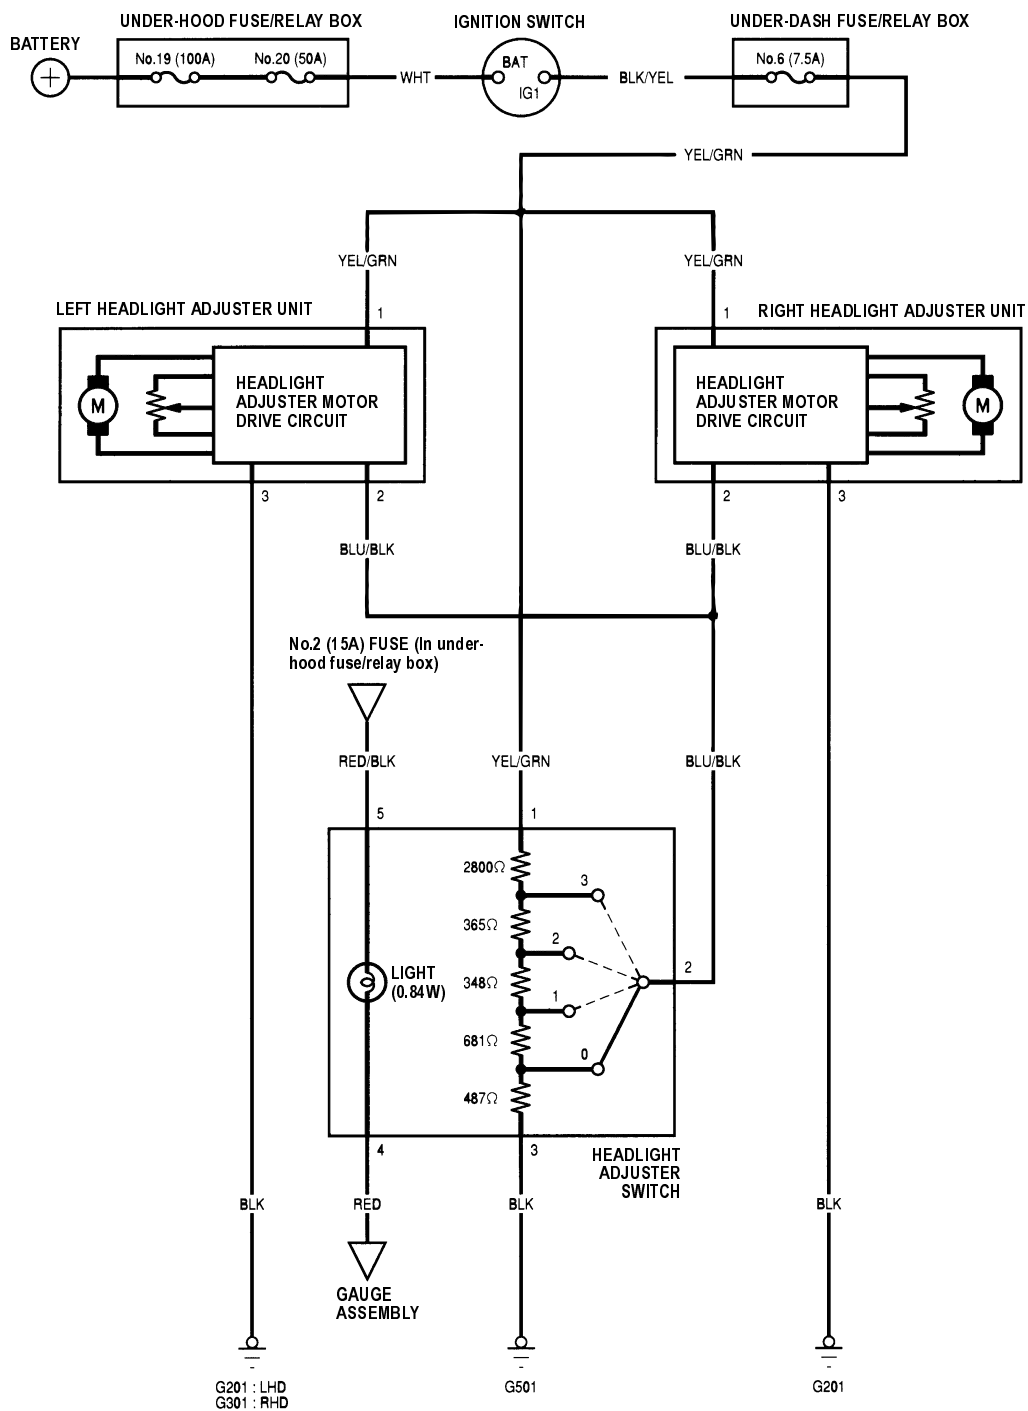 UNDER-HOOD FUSE/RELAY BOX
IGNITION SWITCH
UNDER-DASH FUSE/RELAY BOX
BATTERY
No.19 (100A)
No.20 (50A)
BAT
No.6 (7.5A)
WHT
BLK/YEL
IG1
YEL/GRN
YEL/GRN
YEL/GRN
LEFT HEADLIGHT ADJUSTER UNIT
1
1
RIGHT HEADLIGHT ADJUSTER UNIT
M
HEADLIGHT
ADJUSTER MOTOR
DRIVE CIRCUIT
HEADLIGHT
ADJUSTER MOTOR
DRIVE CIRCUIT
M
3
2
2
3
BLU/BLK
BLU/BLK
No.2 (15A) FUSE (In under-
hood fuse/relay box)
RED/BLK
YEL/GRN
BLU/BLK
5
1
2800Ω
3
365Ω
2
LIGHT
(0.84W)
348Ω
2
1
681Ω
0
487Ω
4
3
HEADLIGHT
ADJUSTER
SWITCH
BLK
RED
BLK
BLK
GAUGE
ASSEMBLY
G201 : LHD
G301 : RHD
G501
G201